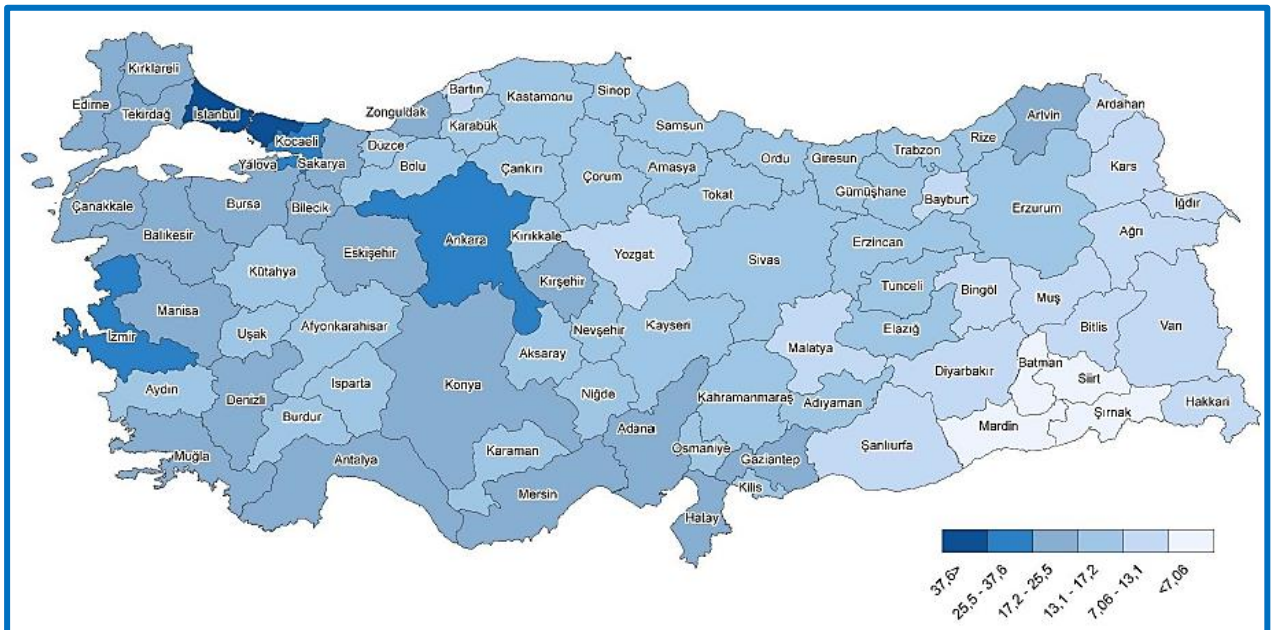 Kırklareli
Edirne
Tekirdağ
İstanbul
Kocaeli
Yalova
Sakarya
Zonguldak
Düzce
Bartın
Karabük
Bolu
Kastamonu
Sinop
Çankırı
Samsun
Çorum
Amasya
Tokat
Ordu
Giresun
Trabzon
Gümüşhane
Rize
Artvin
Ardahan
Kars
Bayburt
Erzurum
Iğdır
Ağrı
Çanakkale
Bursa
Bilecik
Balıkesir
Eskişehir
Ankara
Kırıkkale
Yozgat
Sivas
Erzincan
Tunceli
Bingöl
Muş
Bitlis
Van
Kütahya
Kırşehir
Manisa
Uşak
Afyonkarahisar
Nevşehir
Kayseri
Malatya
Elazığ
İzmir
Aksaray
Diyarbakır
Batman
Siirt
Şırnak
Hakkari
Aydın
Denizli
Isparta
Burdur
Konya
Niğde
Kahramanmaraş
Adıyaman
Şanlıurfa
Mardin
Muğla
Antalya
Karaman
Mersin
Adana
Osmaniye
Gaziantep
Kilis
Hatay
37,6>
25,5 - 37,6
17,2 - 25,5
13,1 - 17,2
7,06 - 13,1
<7,06